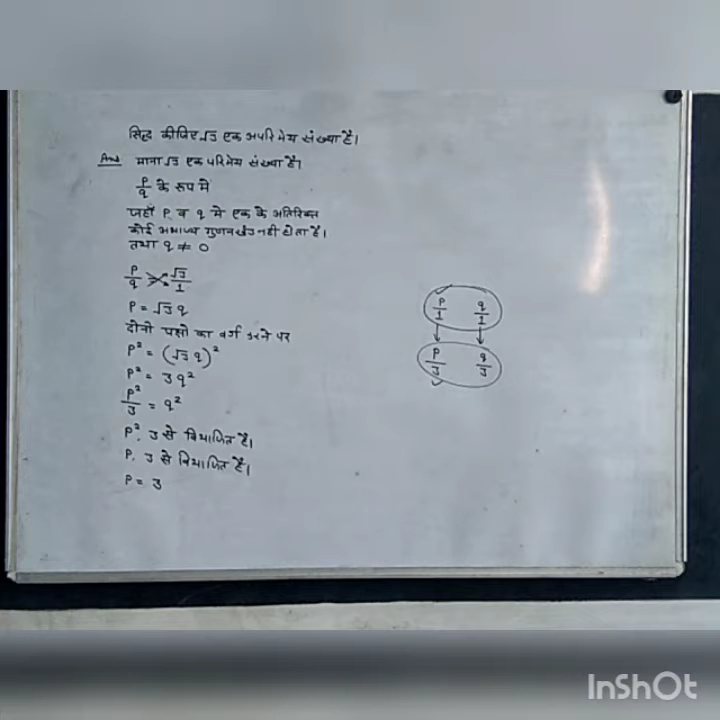 सिद्ध कीजिए √3 एक अपरिमेय संख्या है।
Ans माना √3 एक परिमेय संख्या है।
p/q के रूप में
जहाँ P व q में एक के अतिरिक्त
कोई अभाज्य गुणनखंड नहीं होता है।
तथा q ≠ 0
p/q = √3/1
P = √3 q
दोनो पक्षो का वर्ग करने पर
P² = (√3 q)²
P² = 3q²
P²/3 = q²
P², 3 से विभाजित है।
P, 3 से विभाजित है।
P = 3
P/1 q/1
P/3 q/3
InShOt